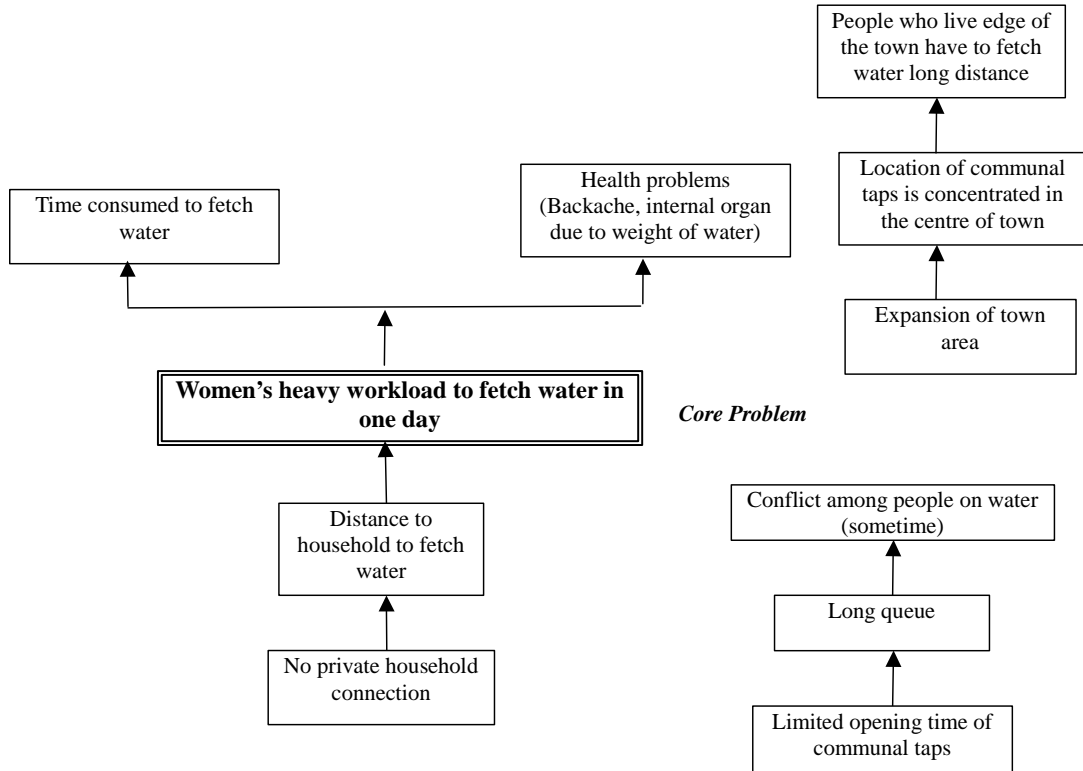 People who live edge of
the town have to fetch
water long distance
Time consumed to fetch
water
Health problems
(Backache, internal organ
due to weight of water)
Location of communal
taps is concentrated in
the centre of town
Expansion of town
area
Women’s heavy workload to fetch water in
one day
Core Problem
Distance to
household to fetch
water
Conflict among people on water
(sometime)
Long queue
No private household
connection
Limited opening time of
communal taps